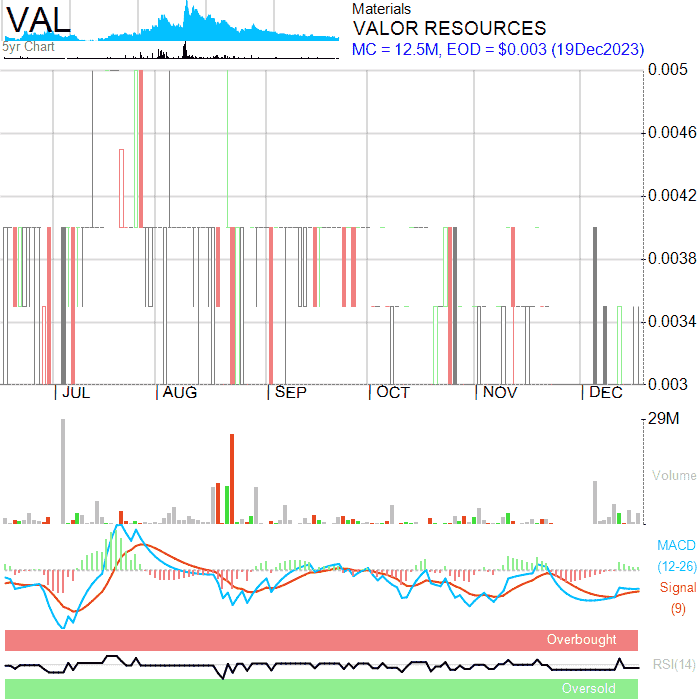 VAL
5yr Chart
Materials
VALOR RESOURCES
MC = 12.5M, EOD = $0.003 (19Dec2023)
0.005
0.0046
0.0042
0.0038
0.0034
0.003
JUL
AUG
SEP
OCT
NOV
DEC
29M
Volume
MACD
(12-26)
Signal
(9)
Overbought
RSI(14)
Oversold